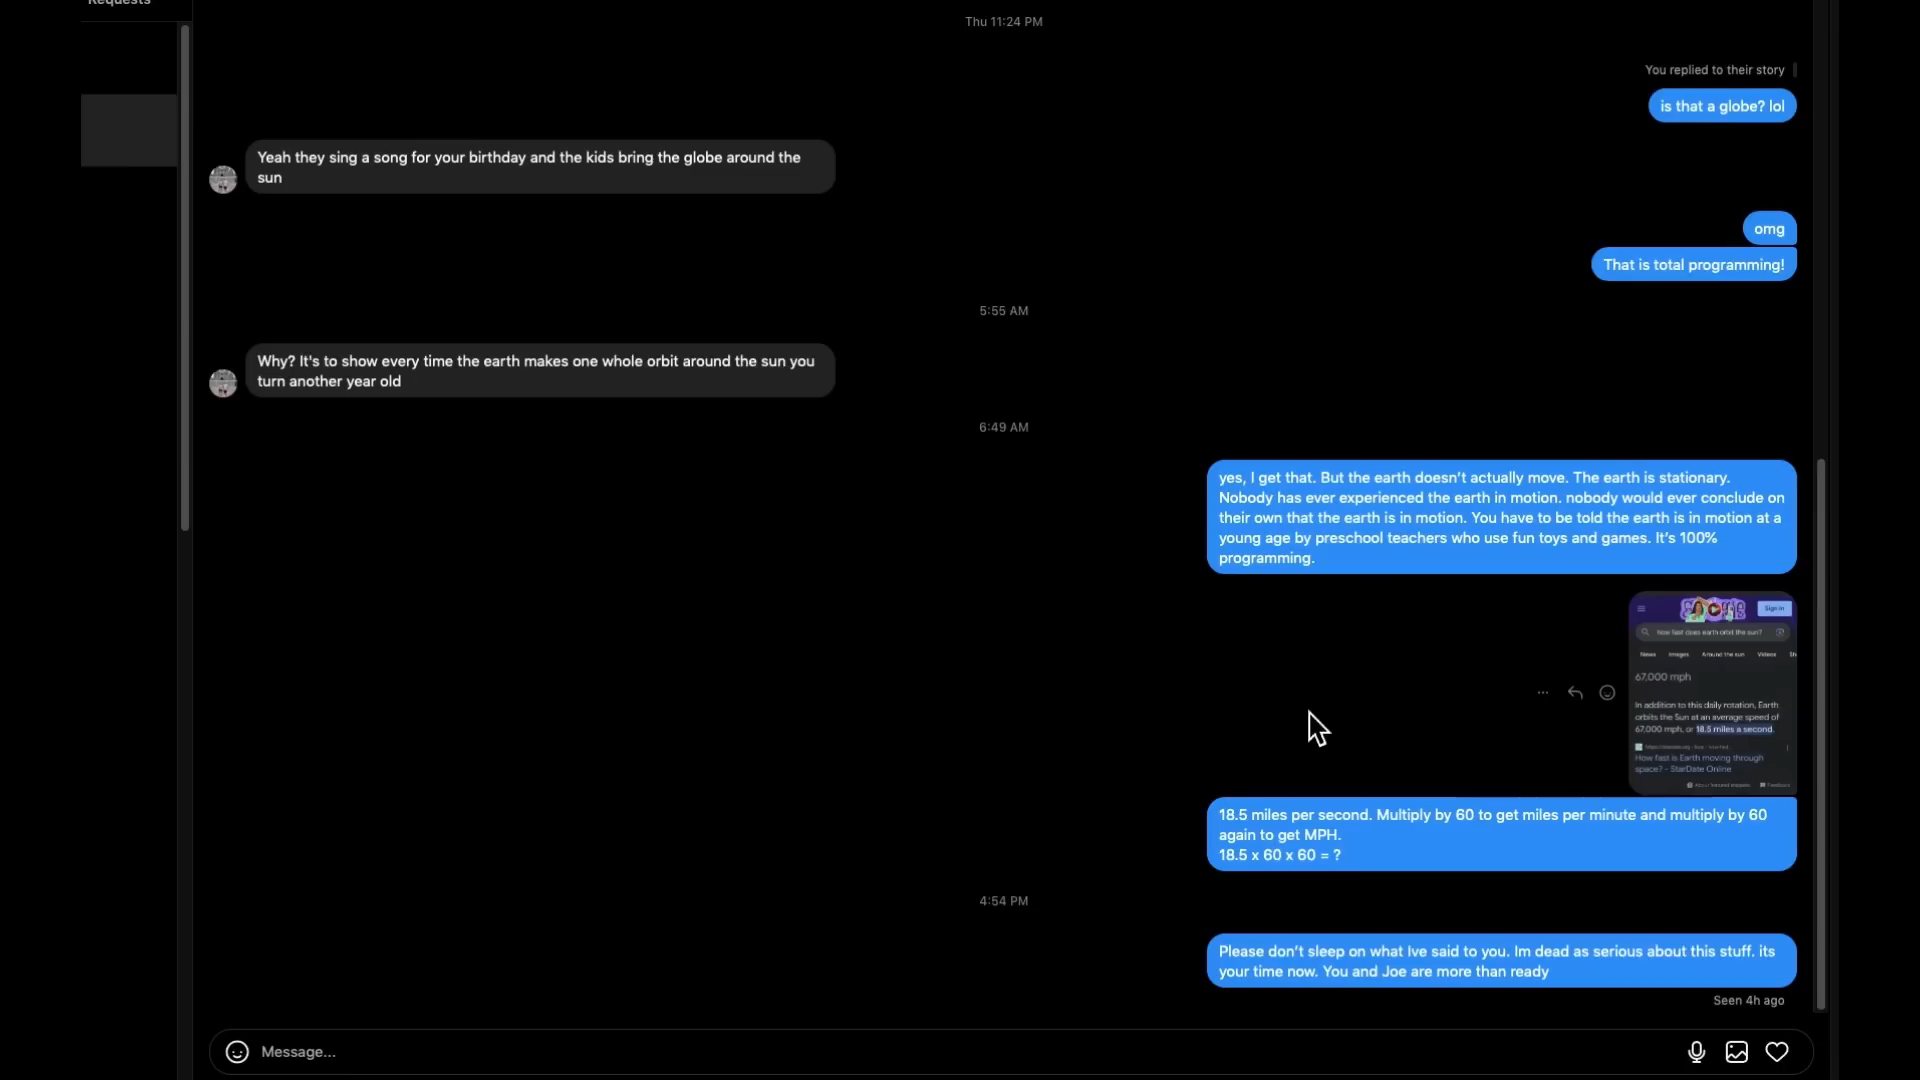 Requests
Thu 11:24 PM
You replied to their story
is that a globe? lol
Yeah they sing a song for your birthday and the kids bring the globe around the
sun
omg
That is total programming!
5:55 AM
Why? It's to show every time the earth makes one whole orbit around the sun you
turn another year old
6:49 AM
yes, I get that. But the earth doesn’t actually move. The earth is stationary.
Nobody has ever experienced the earth in motion. nobody would ever conclude on
their own that the earth is in motion. You have to be told the earth is in motion at a
young age by preschool teachers who use fun toys and games. It’s 100%
programming.
Sign in
how fast does earth orbit the sun?
News Images Around the sun Videos Sh
67,000 mph
In addition to this daily rotation, Earth
orbits the Sun at an average speed of
67,000 mph, or 18.5 miles a second.
How fast is Earth moving through
space? - StarDate Online
Feedback
18.5 miles per second. Multiply by 60 to get miles per minute and multiply by 60
again to get MPH.
18.5 x 60 x 60 = ?
4:54 PM
Please don’t sleep on what Ive said to you. Im dead as serious about this stuff. its
your time now. You and Joe are more than ready
Seen 4h ago
Message...